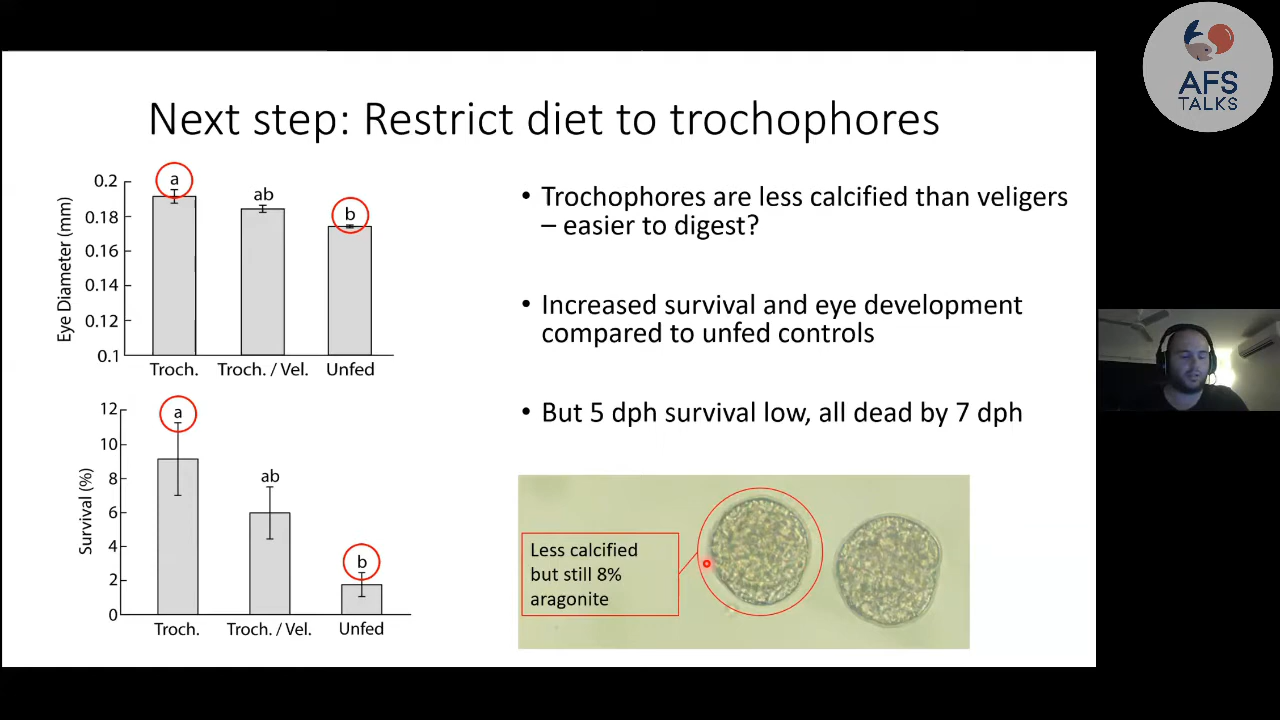 AFS
TALKS
Next step: Restrict diet to trochophores
Eye Diameter (mm)
0.2
0.18
0.16
0.14
0.12
0.1
a
ab
b
Troch.
Troch. / Vel.
Unfed
Survival (%)
12
10
8
6
4
2
0
a
ab
b
Troch.
Troch. / Vel.
Unfed
• Trochophores are less calcified than veligers
– easier to digest?
• Increased survival and eye development
compared to unfed controls
• But 5 dph survival low, all dead by 7 dph
Less calcified
but still 8%
aragonite